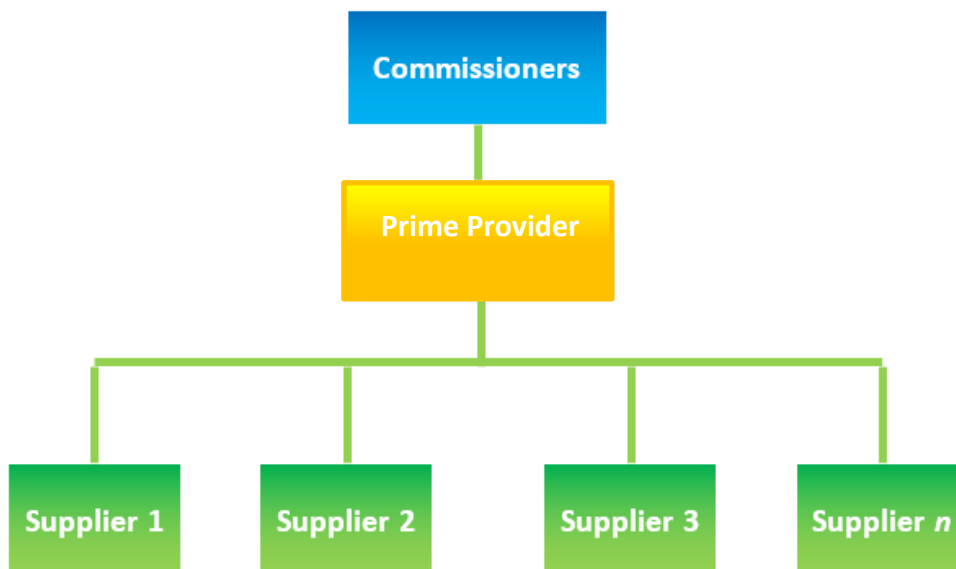 Commissioners
Prime Provider
Supplier 1
Supplier 2
Supplier 3
Supplier n